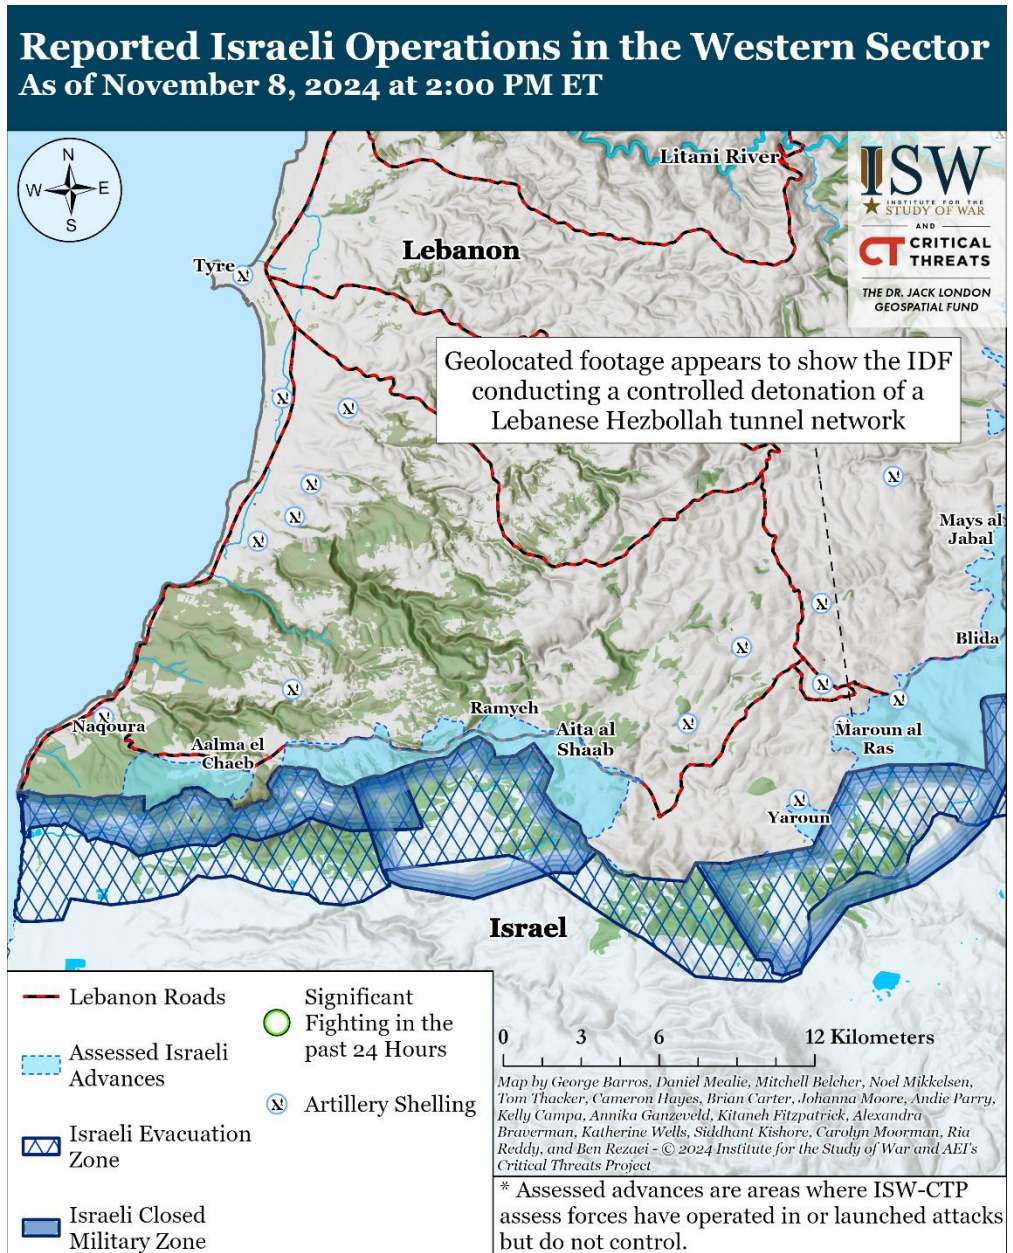 Reported Israeli Operations in the Western Sector
As of November 8, 2024 at 2:00 PM ET
N
W
E
S
Litani River
ISW
INSTITUTE FOR THE
STUDY OF WAR
AND
CT CRITICAL
THREATS
THE DR. JACK LONDON
GEOSPATIAL FUND
Lebanon
Tyre
Geolocated footage appears to show the IDF
conducting a controlled detonation of a
Lebanese Hezbollah tunnel network
Mays al
Jabal
Blida
Ramyeh
Naqoura
Aalma el
Chaeb
Aita al
Shaab
Maroun al
Ras
Yaroun
Israel
Lebanon Roads
Assessed Israeli
Advances
Israeli Evacuation
Zone
Israeli Closed
Military Zone
Significant
Fighting in the
past 24 Hours
Artillery Shelling
0 3 6 12 Kilometers
Map by George Barros, Daniel Mealie, Mitchell Belcher, Noel Mikkelsen,
Tom Thacker, Cameron Hayes, Brian Carter, Johanna Moore, Andie Parry,
Kelly Campa, Annika Ganzeveld, Kitaneh Fitzpatrick, Alexandra
Braverman, Katherine Wells, Siddhant Kishore, Carolyn Moorman, Ria
Reddy, and Ben Rezaei - © 2024 Institute for the Study of War and AEI's
Critical Threats Project
* Assessed advances are areas where ISW-CTP
assess forces have operated in or launched attacks
but do not control.